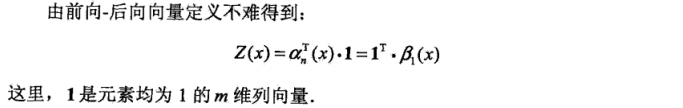 由前向-后向向量定义不难得到：
Z(x)=α_n^T(x)·1=1^T·β_1(x)
这里，1是元素均为1的m维列向量．